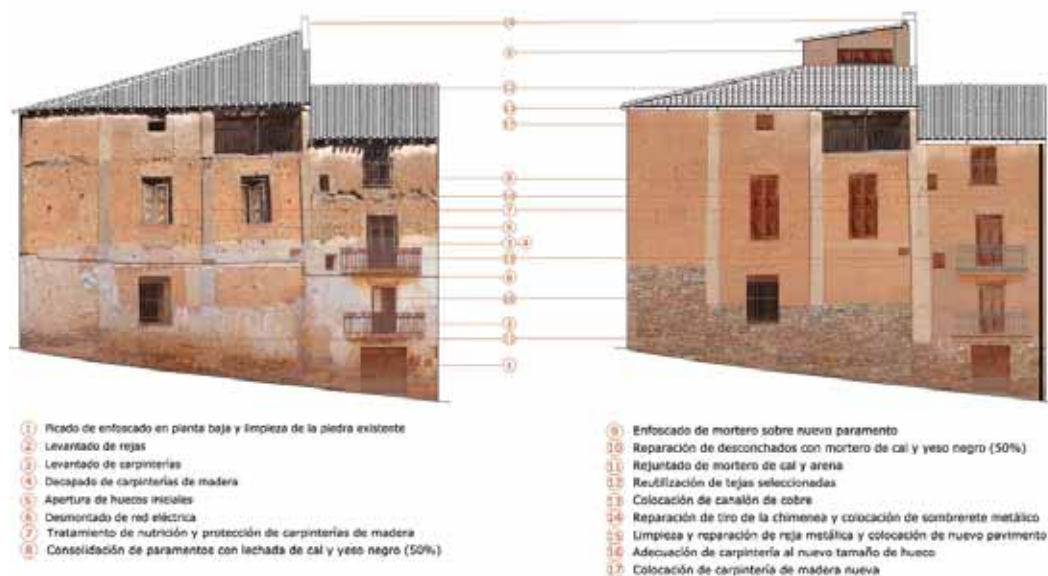 1 Picado de enfoscado en planta baja y limpieza de la piedra existente
2 Levantado de rejas
3 Levantado de carpinterías
4 Decapado de carpinterías de madera
5 Apertura de huecos iniciales
6 Desmontado de red eléctrica
7 Tratamiento de nutrición y protección de carpinterías de madera
8 Consolidación de paramentos con lechada de cal y yeso negro (50%)
9 Enfoscado de mortero sobre nuevo paramento
10 Reparación de desconchados con mortero de cal y yeso negro (50%)
11 Rejuntado de mortero de cal y arena
12 Reutilización de tejas seleccionadas
13 Colocación de canalón de cobre
14 Reparación de tiro de la chimenea y colocación de sombrerete metálico
15 Limpieza y reparación de reja metálica y colocación de nuevo pavimento
16 Adecuación de carpintería al nuevo tamaño de hueco
17 Colocación de carpintería de madera nueva